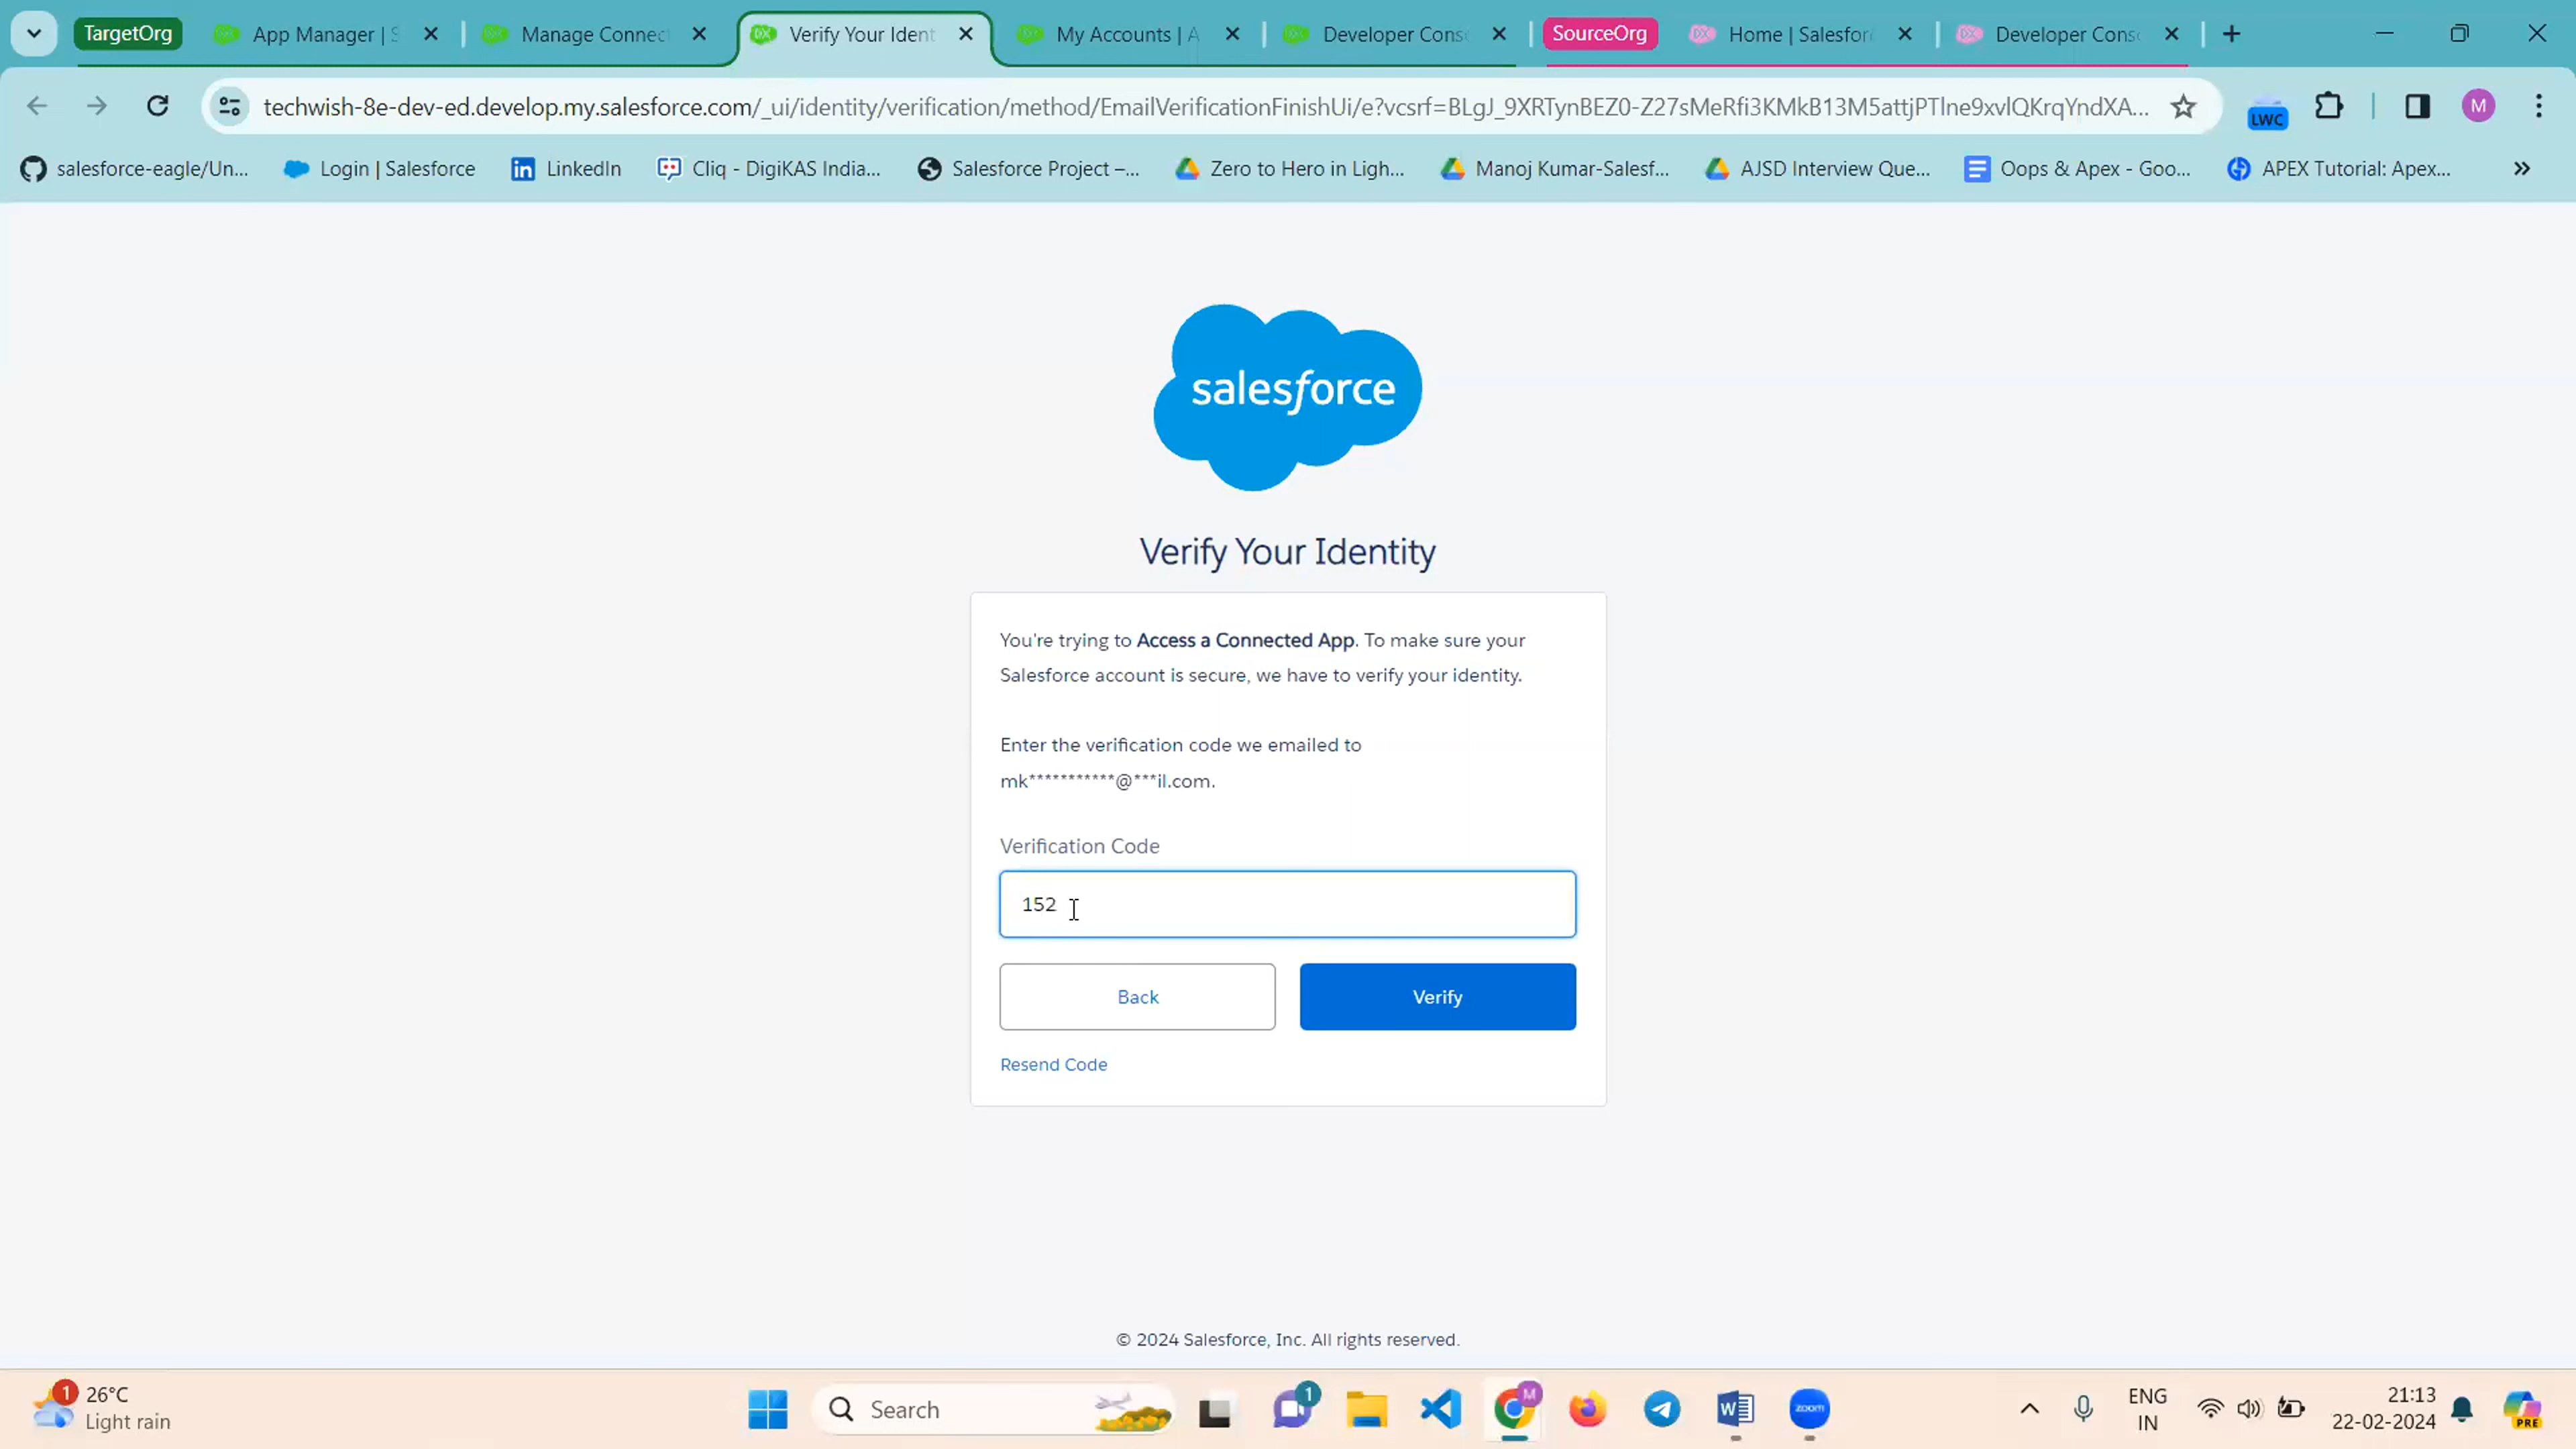 TargetOrg
App Manager | S
Manage Connec
Verify Your Ident
My Accounts | A
Developer Cons
SourceOrg
Home | Salesfor
Developer Cons
techwish-8e-dev-ed.develop.my.salesforce.com/_ui/identity/verification/method/EmailVerificationFinishUi/e?vcsrf=BLgJ_9XRTynBEZ0-Z27sMeRfi3KMkB13M5attjPTlne9xvlQKrqYndXA...
LWC
M
salesforce-eagle/Un...
Login | Salesforce
LinkedIn
Cliq - DigiKAS India...
Salesforce Project –...
Zero to Hero in Ligh...
Manoj Kumar-Salesf...
AJSD Interview Que...
Oops & Apex - Goo...
APEX Tutorial: Apex...
salesforce
Verify Your Identity
You're trying to Access a Connected App. To make sure your
Salesforce account is secure, we have to verify your identity.
Enter the verification code we emailed to
mk***********@***il.com.
Verification Code
152
Back
Verify
Resend Code
© 2024 Salesforce, Inc. All rights reserved.
1
26°C
Light rain
Search
1
M
zoom
ENG
IN
21:13
22-02-2024
PRE